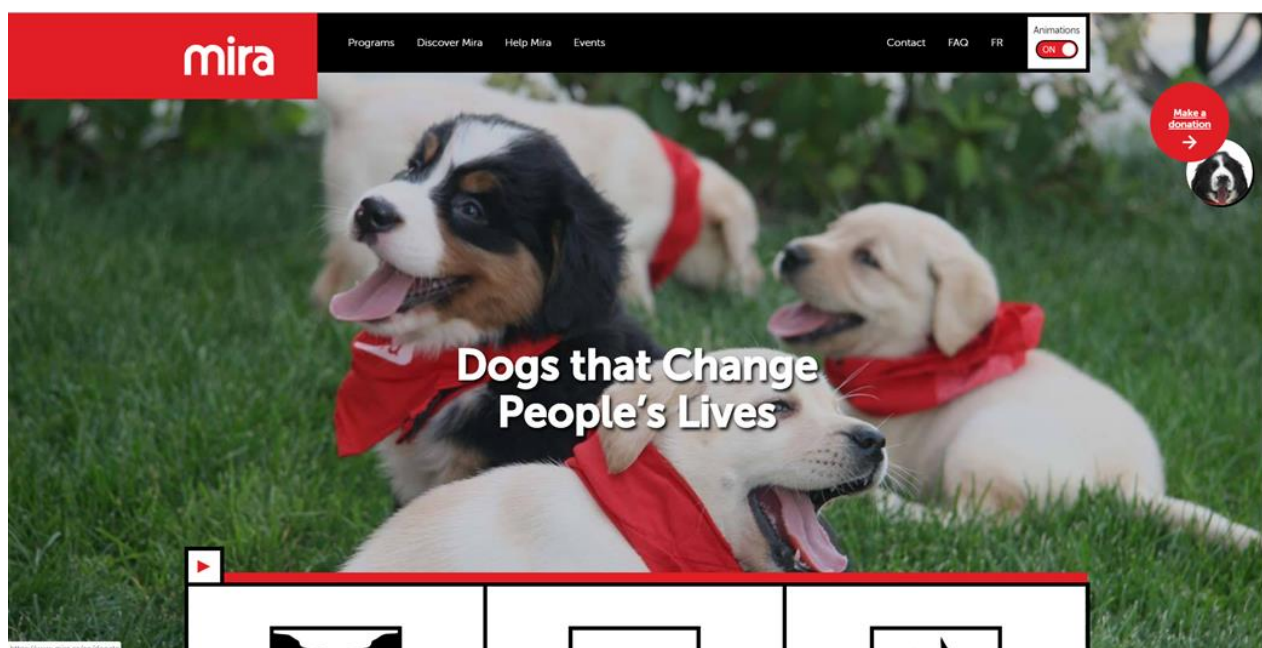 mira
Programs Discover Mira Help Mira Events
Contact FAQ FR
Animations
ON
Make a
donation
Dogs that Change
People's Lives